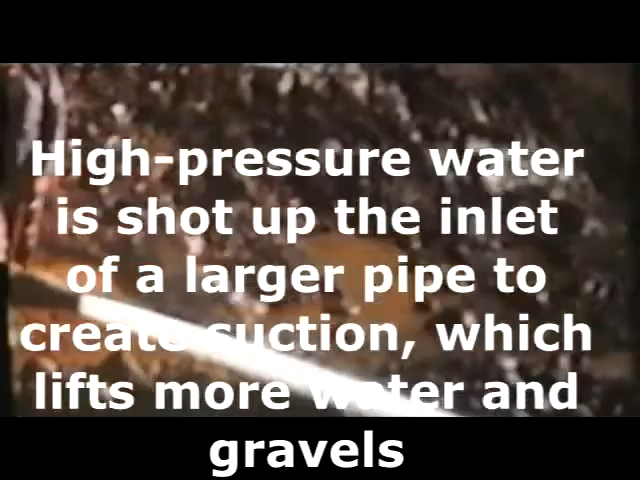 High-pressure water
is shot up the inlet
of a larger pipe to
create suction, which
lifts more water and
gravels